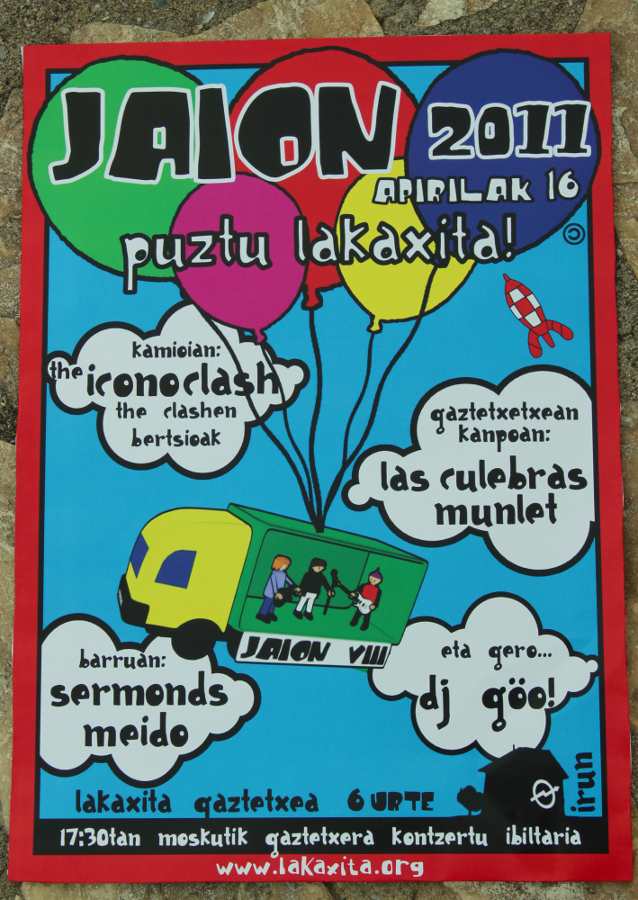 JAION 2011
APIRILAK 16
puztu lakaxita!
kamioian:
the iconoclash
the clashen
bertsioak
gaztetxetxean
kanpoan:
las culebras
munlet
JAION VIII
barruan:
sermonds
meido
eta gero...
dj göo!
lakaxita gaztetxea 6 URTE
irun
17:30tan moskutik gaztetxera kontzertu ibiltaria
www.lakaxita.org